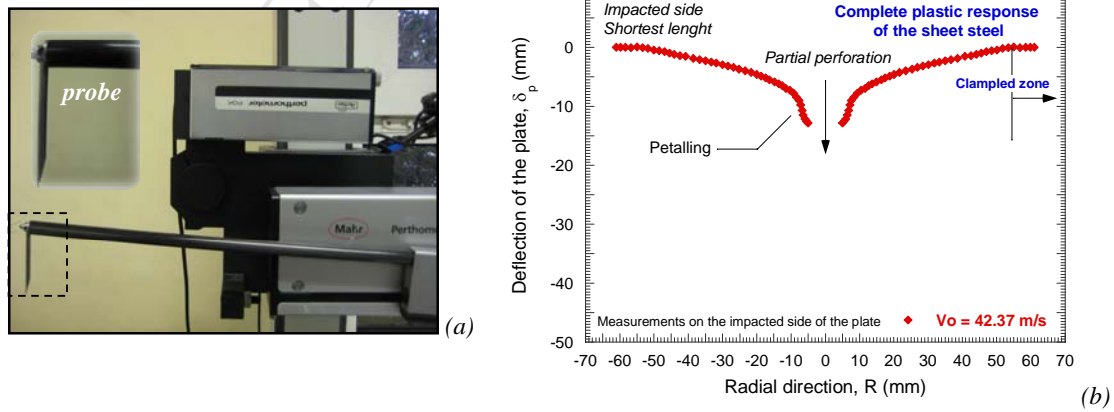 probe
perthometer
PGK
Mahr
Perthom
(a)
Impacted side
Shortest lenght
Complete plastic response
of the sheet steel
Partial perforation
Clampled zone
Petalling
Measurements on the impacted side of the plate
Vo = 42.37 m/s
Deflection of the plate, δp (mm)
0
-10
-20
-30
-40
-50
-70 -60 -50 -40 -30 -20 -10 0 10 20 30 40 50 60 70
Radial direction, R (mm)
(b)